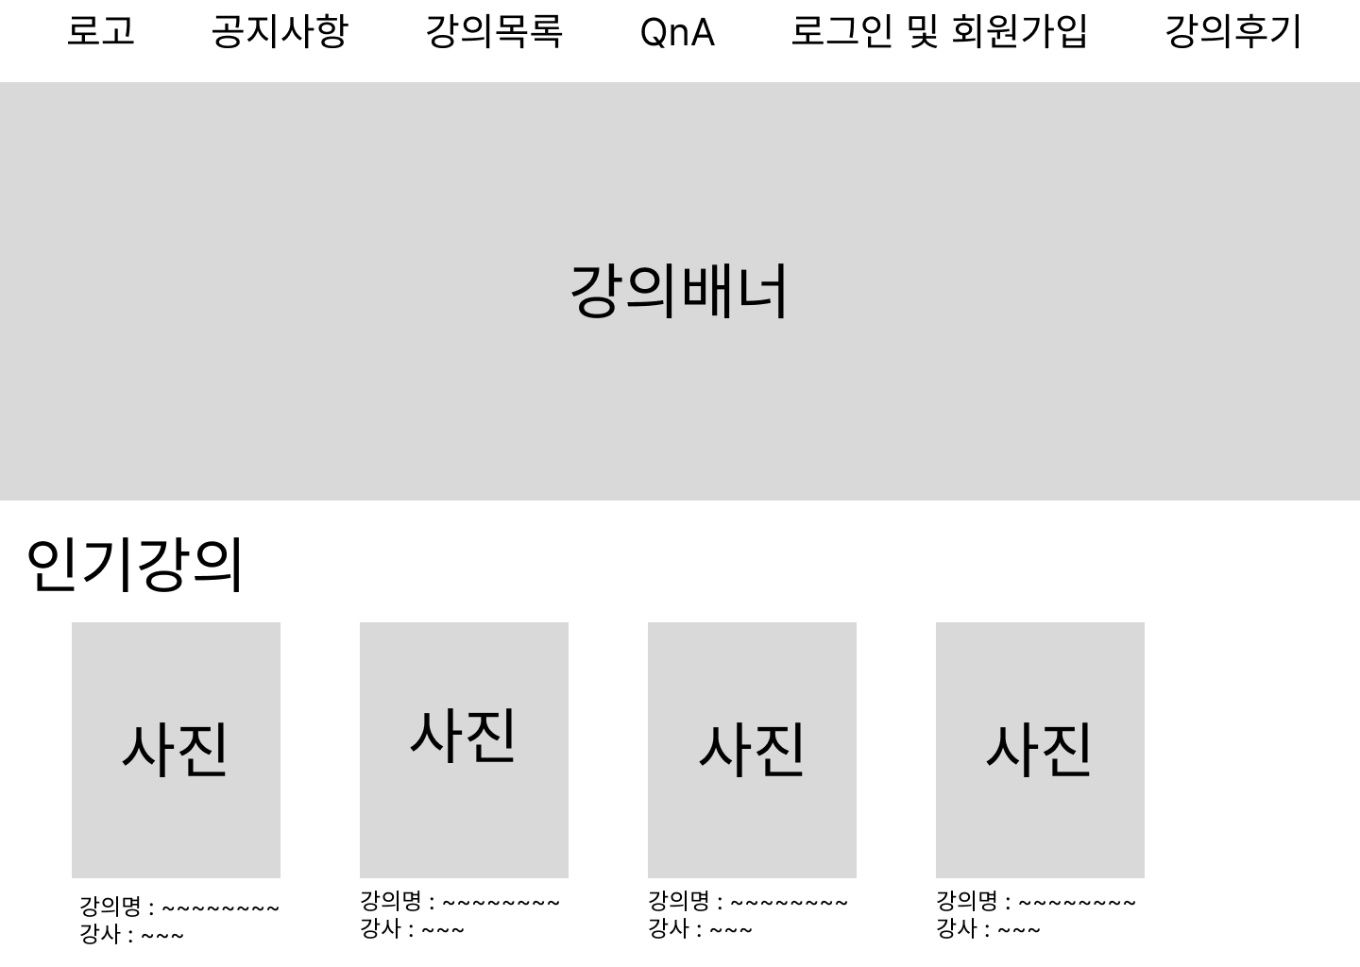 로고 공지사항 강의목록 QnA 로그인 및 회원가입 강의후기
강의배너
인기강의
사진 사진 사진 사진
강의명 : ~~~~~~~~ 강의명 : ~~~~~~~~ 강의명 : ~~~~~~~~ 강의명 : ~~~~~~~~
강사 : ~~~ 강사 : ~~~ 강사 : ~~~ 강사 : ~~~